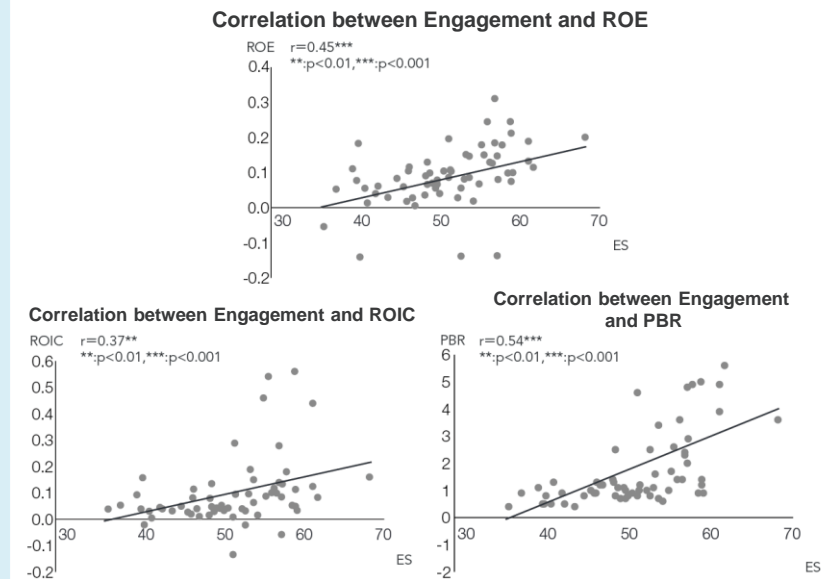 Correlation between Engagement and ROE
ROE r=0.45***
**:p<0.01,***:p<0.001
0.4
0.3
0.2
0.1
0.0
-0.1
-0.2
30 40 50 60 70
ES
Correlation between Engagement and ROIC
ROIC r=0.37**
**:p<0.01,***:p<0.001
0.6
0.5
0.4
0.3
0.2
0.1
0.0
-0.1
-0.2
30 40 50 60 70
ES
Correlation between Engagement
and PBR
PBR r=0.54***
**:p<0.01,***:p<0.001
6
5
4
3
2
1
0
-1
-2
30 40 50 60 70
ES